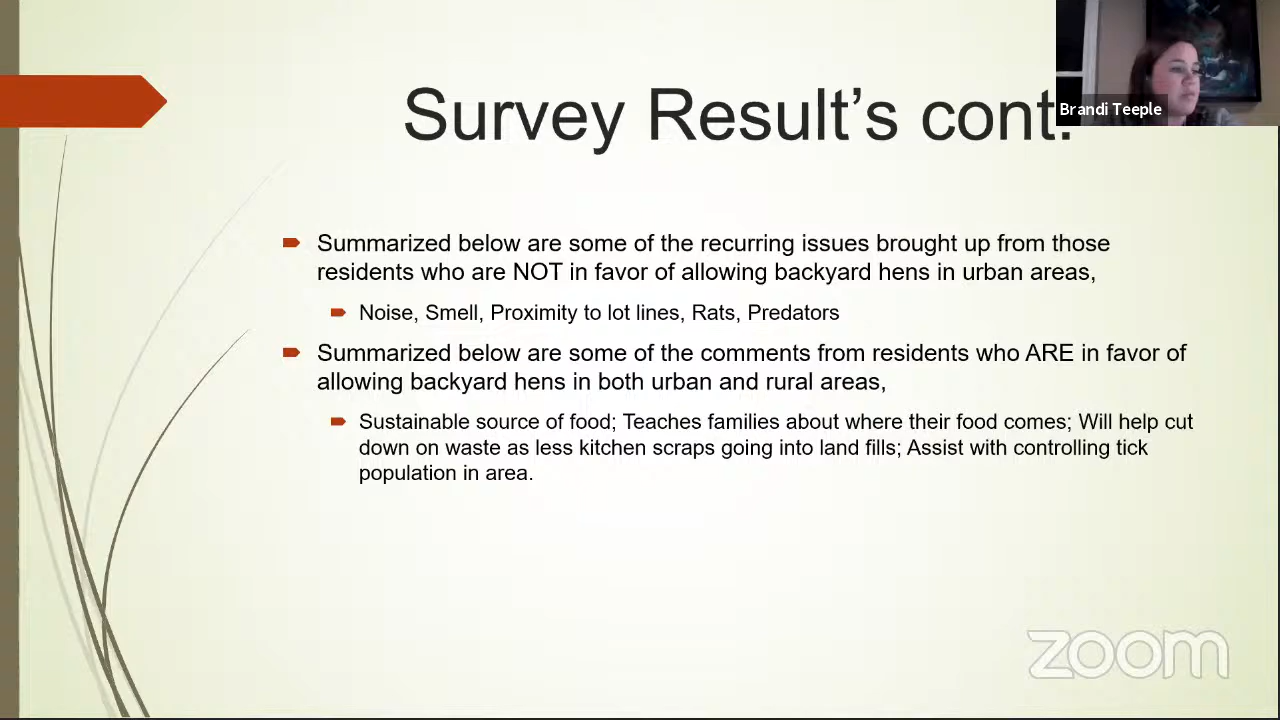 Survey Result’s cont.
Brandi Teeple
Summarized below are some of the recurring issues brought up from those
residents who are NOT in favor of allowing backyard hens in urban areas,
Noise, Smell, Proximity to lot lines, Rats, Predators
Summarized below are some of the comments from residents who ARE in favor of
allowing backyard hens in both urban and rural areas,
Sustainable source of food; Teaches families about where their food comes; Will help cut
down on waste as less kitchen scraps going into land fills; Assist with controlling tick
population in area.
zoom